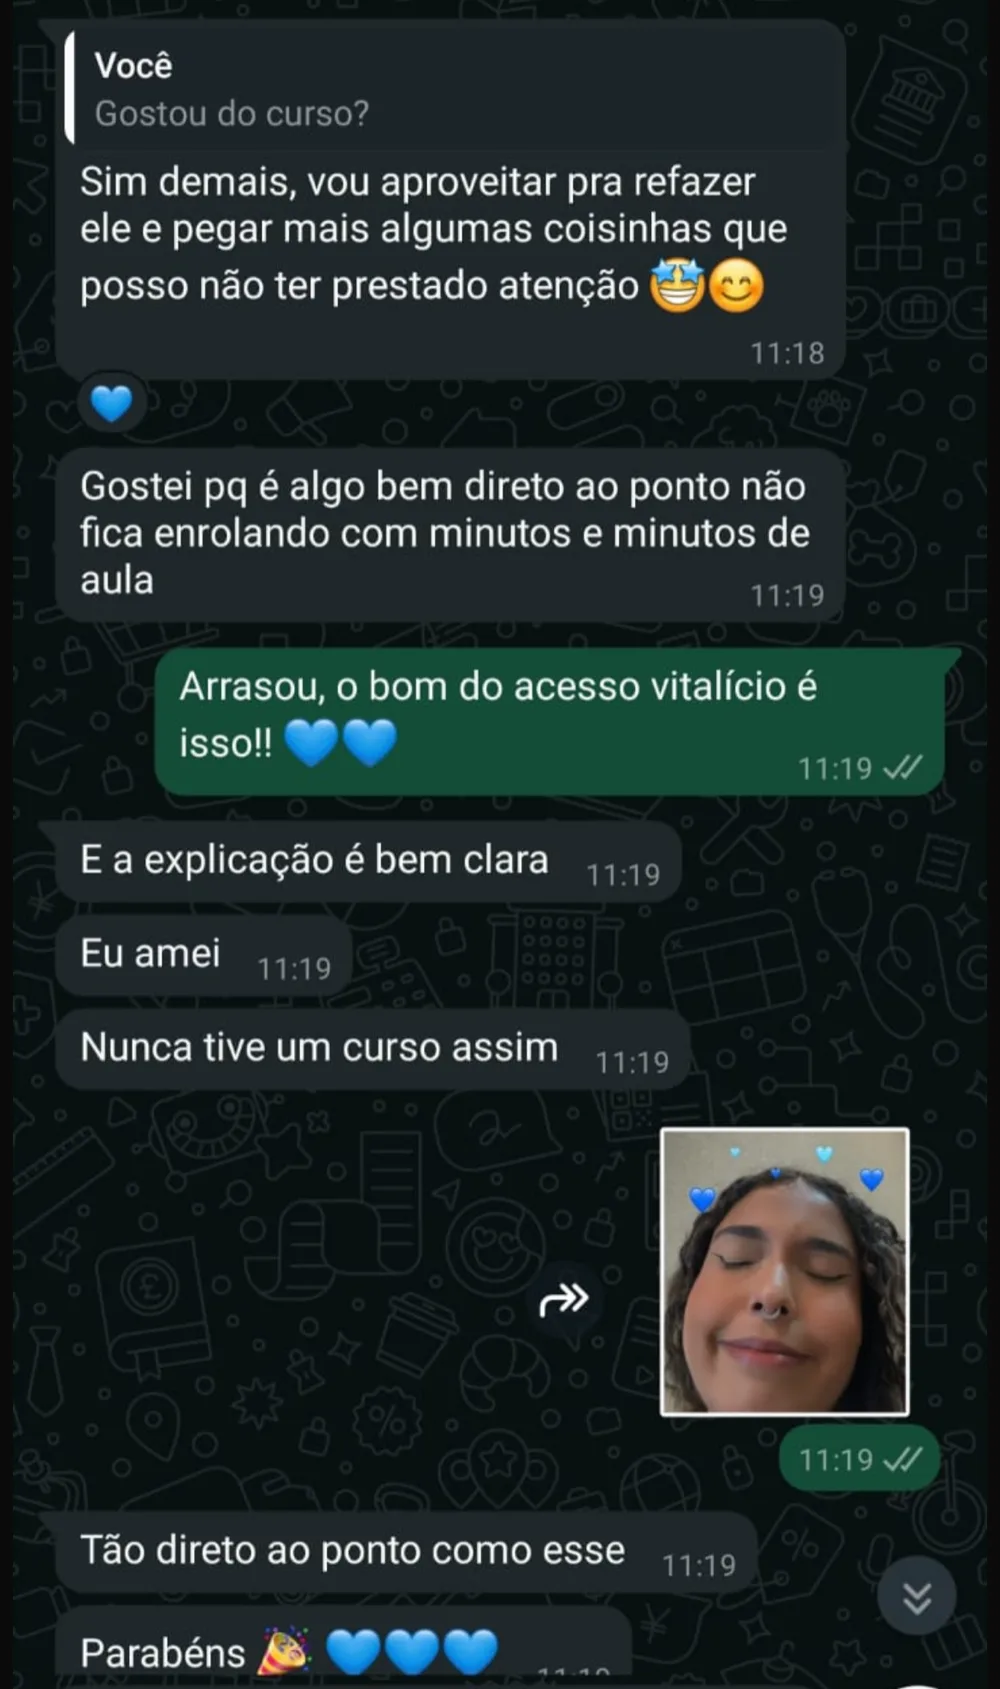 Você
Gostou do curso?
Sim demais, vou aproveitar pra refazer
ele e pegar mais algumas coisinhas que
posso não ter prestado atenção 🤩😊
11:18
💙
Gostei pq é algo bem direto ao ponto não
fica enrolando com minutos e minutos de
aula
11:19
Arrasou, o bom do acesso vitalício é
isso!! 💙💙
11:19
E a explicação é bem clara 11:19
Eu amei 11:19
Nunca tive um curso assim 11:19
11:19
Tão direto ao ponto como esse 11:19
Parabéns 🎉 💙💙💙